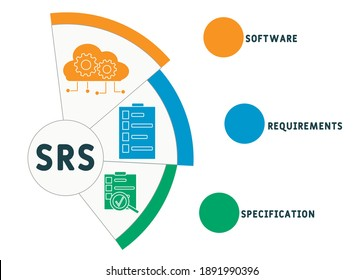 SOFTWARE
REQUIREMENTS
SRS
SPECIFICATION
shutterstock.com · 1891990396